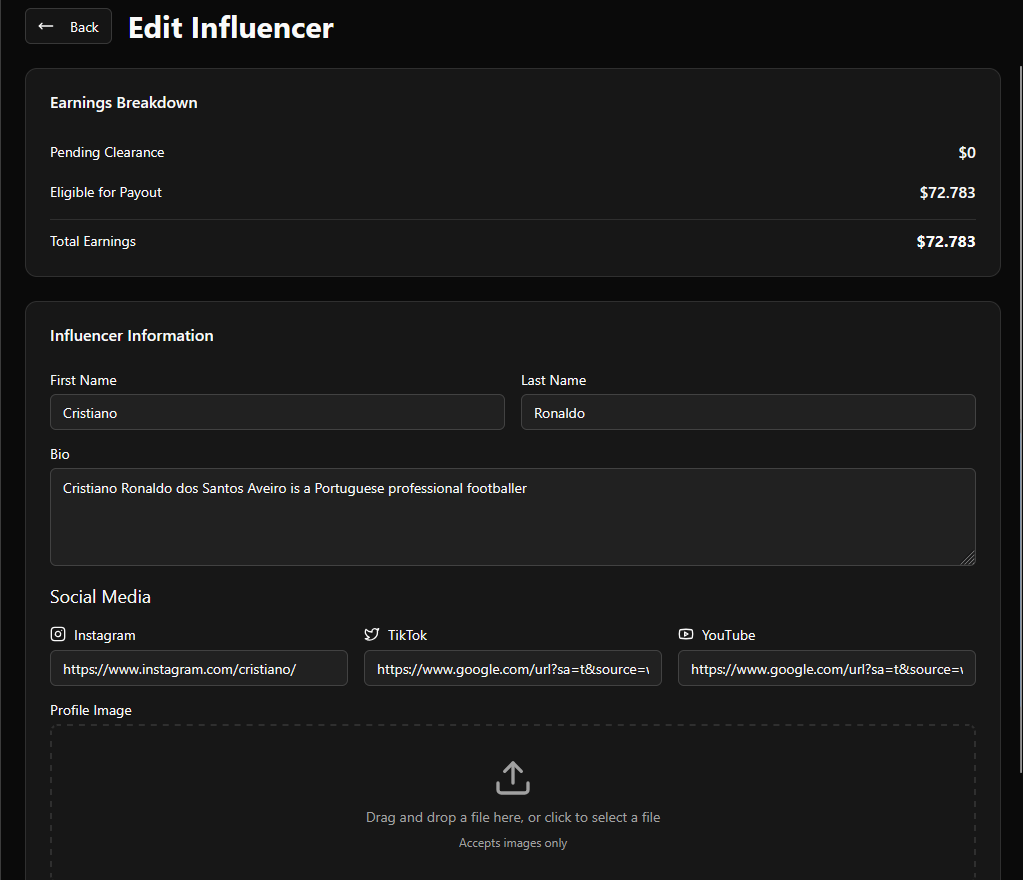 Back
Edit Influencer
Earnings Breakdown
Pending Clearance $0
Eligible for Payout $72.783
Total Earnings $72.783
Influencer Information
First Name Last Name
Cristiano Ronaldo
Bio
Cristiano Ronaldo dos Santos Aveiro is a Portuguese professional footballer
Social Media
Instagram TikTok YouTube
https://www.instagram.com/cristiano/ https://www.google.com/url?sa=t&source= https://www.google.com/url?sa=t&source=
Profile Image
Drag and drop a file here, or click to select a file
Accepts images only